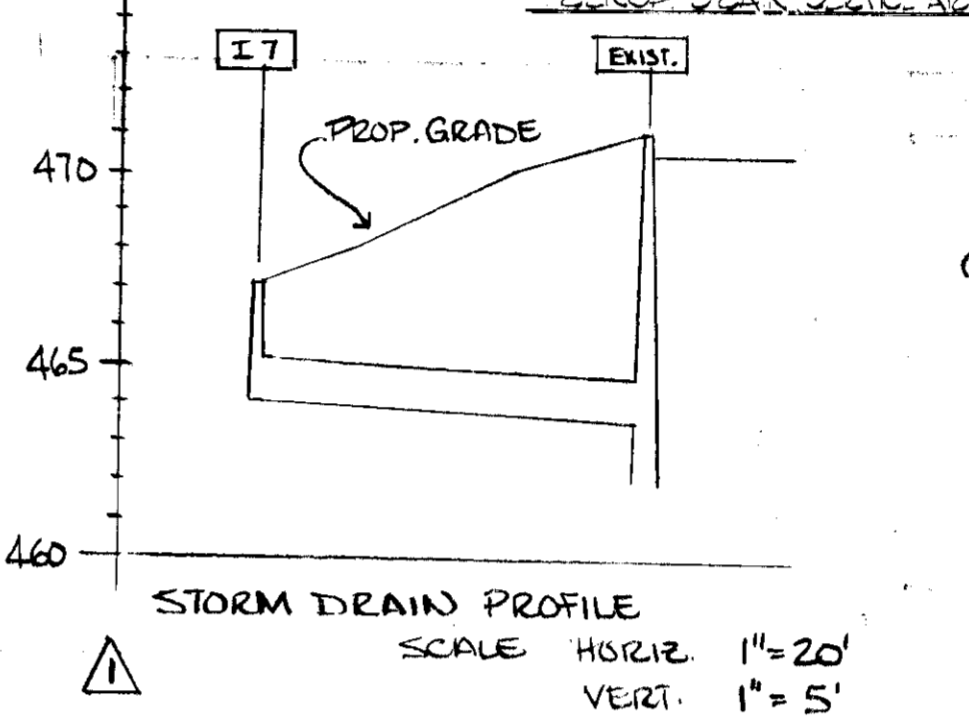 I 7
EXIST.
PROP. GRADE
470
465
460
STORM DRAIN PROFILE
SCALE HORIZ. 1"=20'
VERT. 1"= 5'
1